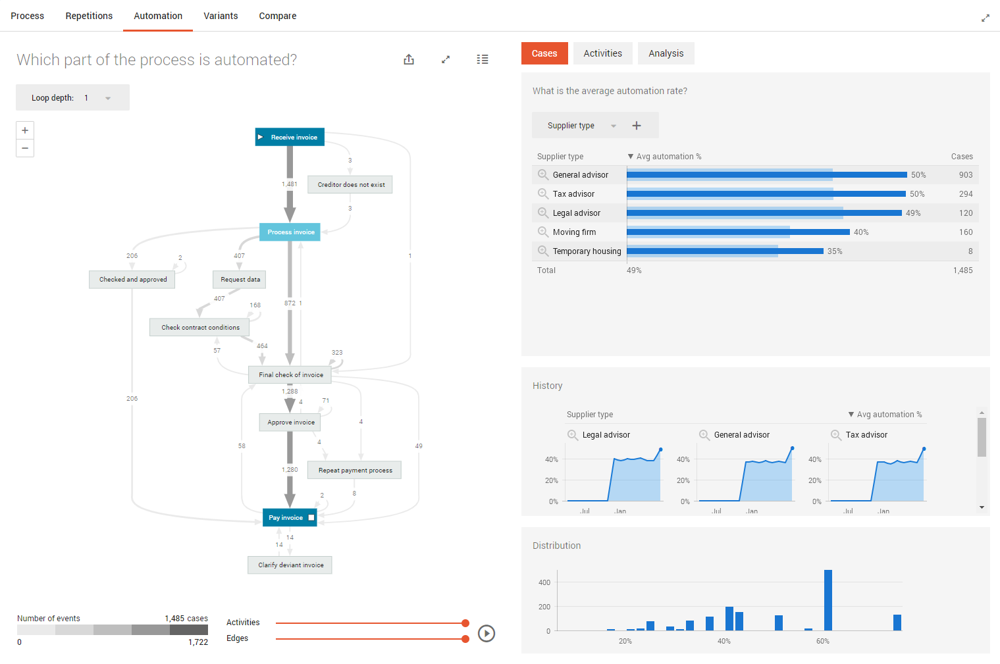 Process Repetitions Automation Variants Compare
Which part of the process is automated?
Loop depth: 1
+
−
Receive invoice
3
1,481
Creditor does not exist
3
Process invoice
206
2
407
1
Checked and approved
Request data
407
168
872
1
Check contract conditions
57
464
323
Final check of invoice
1,288
4
71
206
Approve invoice
4
4
58
49
1,280
Repeat payment process
2
8
Pay invoice
14
14
Clarify deviant invoice
Number of events 1,485 cases
0 1,722
Activities
Edges
Cases Activities Analysis
What is the average automation rate?
Supplier type +
Supplier type ▼ Avg automation % Cases
General advisor 50% 903
Tax advisor 50% 294
Legal advisor 49% 120
Moving firm 40% 160
Temporary housing 35% 8
Total 49% 1,485
History
Supplier type ▼ Avg automation %
Legal advisor General advisor Tax advisor
40% 40% 40%
20% 20% 20%
0% 0% 0%
Jul Jan Jul Jan Jul Jan
Distribution
400
200
0
20% 40% 60%